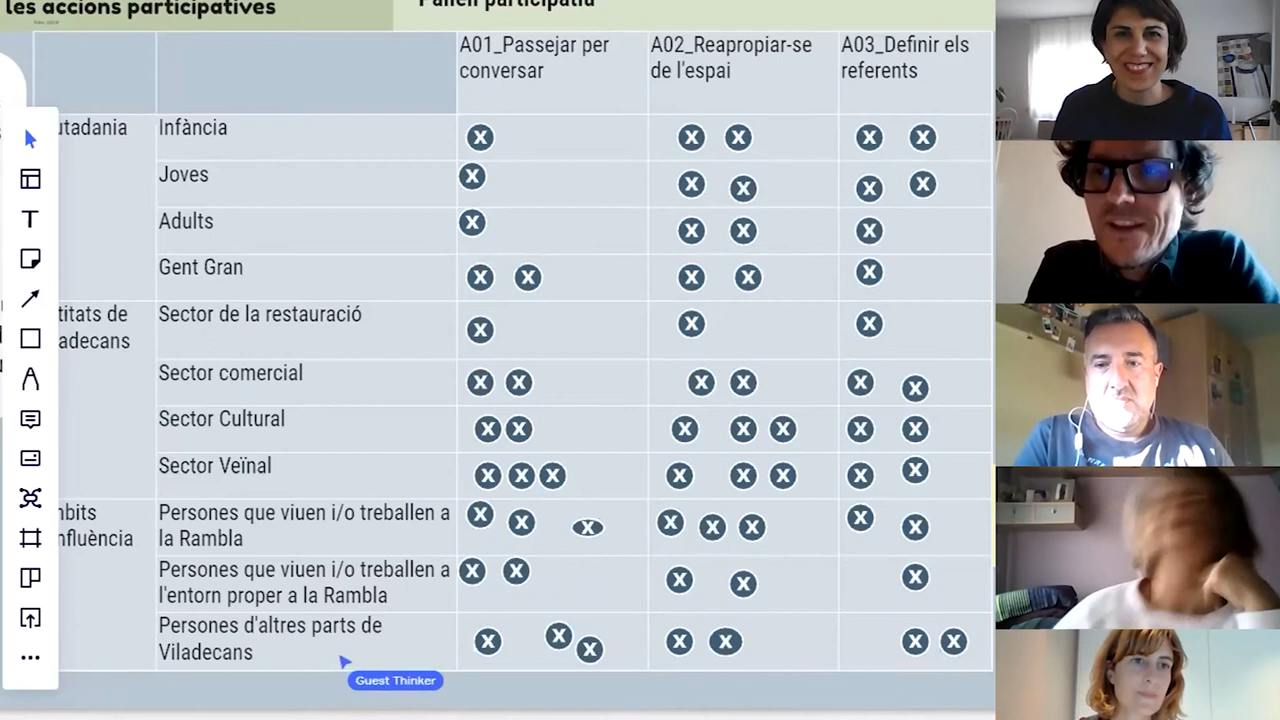 les accions participatives
Panell participatiu
A01_Passejar per
conversar
A02_Reapropiar-se
de l'espai
A03_Definir els
referents
utadania
Infància
X X X X X
Joves
X X X X X
Adults
X X X X
Gent Gran
X X X X X
titats de
adecans
Sector de la restauració
X X X
Sector comercial
X X X X X X
Sector Cultural
X X X X X X X
Sector Veïnal
X X X X X X X X
nbits
nfluència
Persones que viuen i/o treballen a
la Rambla
X X X X X X X X
Persones que viuen i/o treballen a
l'entorn proper a la Rambla
X X X X X
Persones d'altres parts de
Viladecans
X X X X X X X
Guest Thinker
T